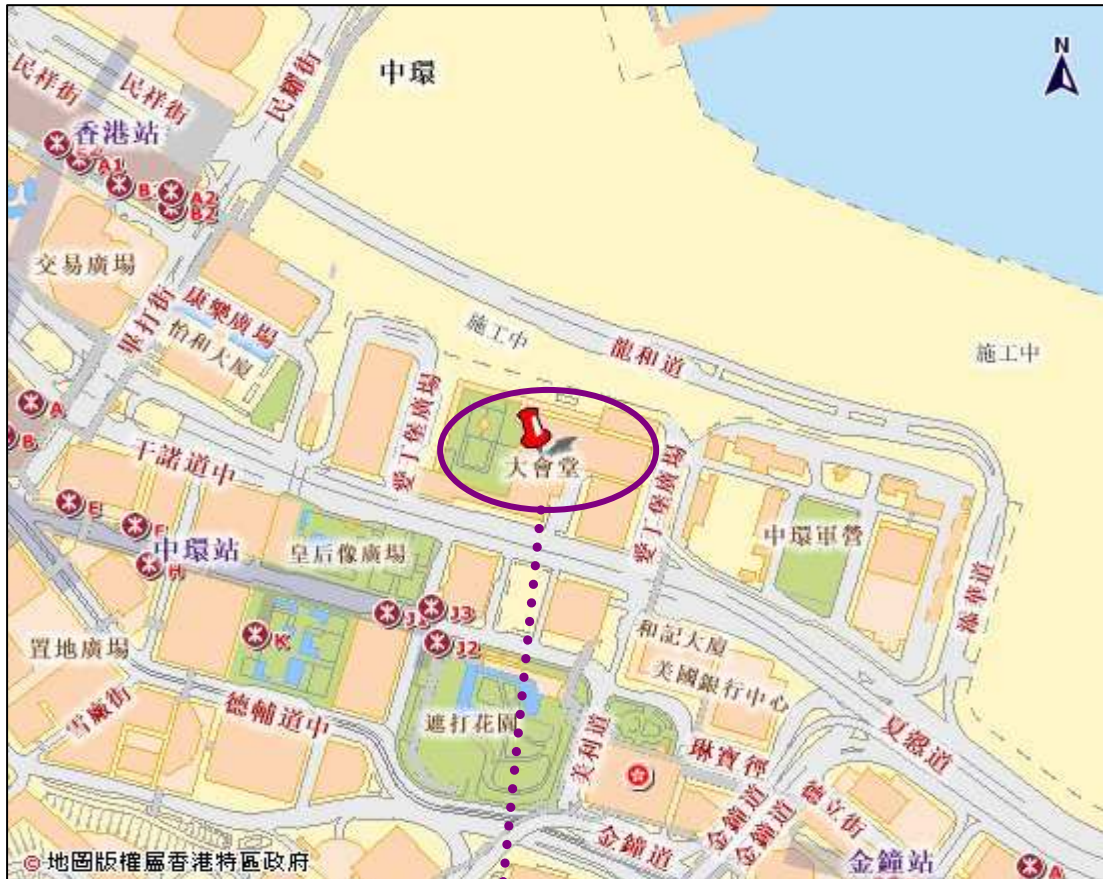 N
中環
民祥街
民祥街
民耀街
香港站
A1
A2
B2
交易廣場
康樂廣場
怡和大廈
畢打街
施工中
龍和道
施工中
愛丁堡廣場
大會堂
愛丁堡廣場
A
B
干諾道中
E
F
H
中環站
皇后像廣場
中環軍營
添華道
J3
J2
K
置地廣場
雪廠街
德輔道中
遮打花園
美利道
和記大廈
美國銀行中心
琳寶徑
夏慤道
德立街
金鐘道
金鐘道
金鐘道
金鐘站
A
©地圖版權屬香港特區政府